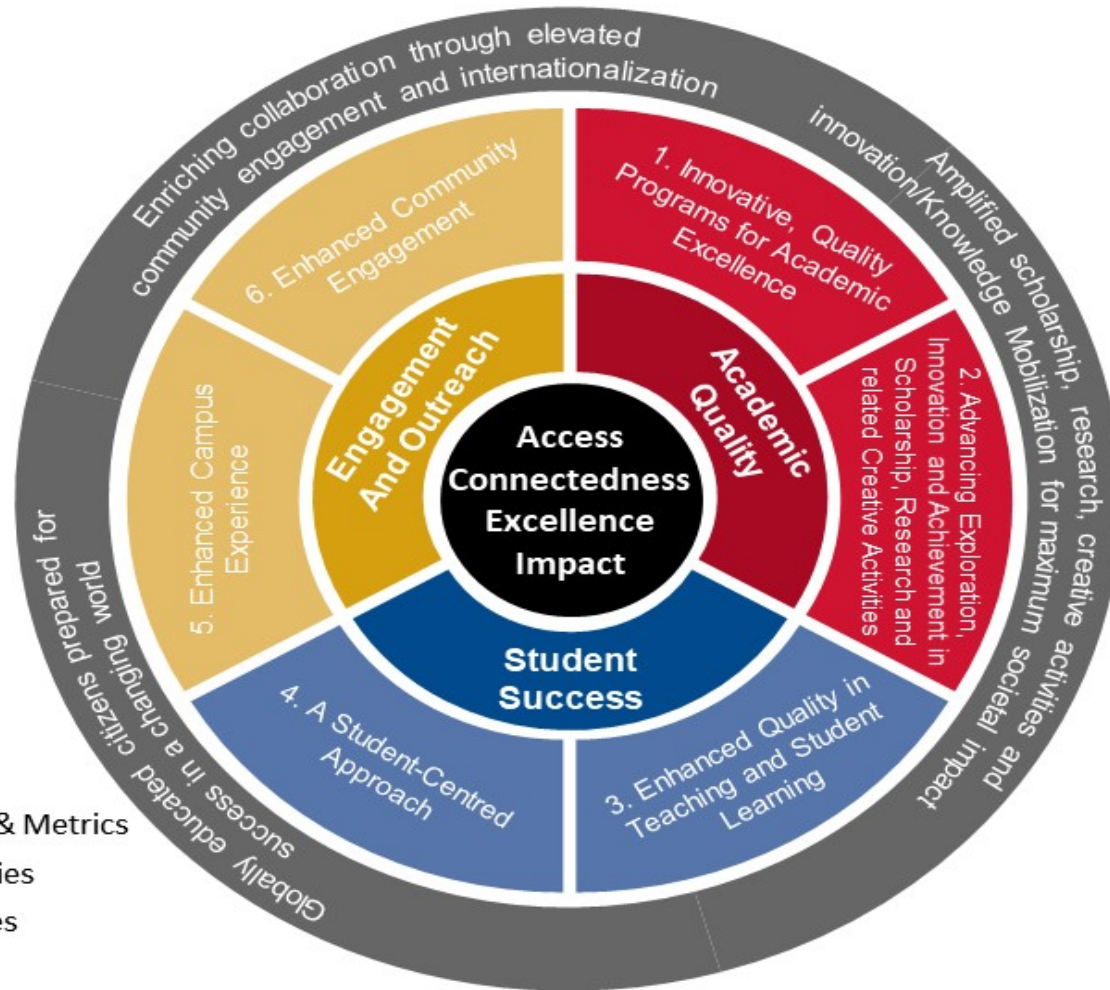 Enriching collaboration through elevated
community engagement and internationalization
Amplified scholarship, research, creative activities and
innovation/Knowledge Mobilization for maximum societal impact
Globally educated citizens prepared for
success in a changing world
1. Innovative, Quality
Programs for Academic
Excellence
2. Advancing Exploration,
Innovation and Achievement in
Scholarship, Research and
related Creative Activities
3. Enhanced Quality in
Teaching and Student
Learning
4. A Student-Centred
Approach
5. Enhanced Campus
Experience
6. Enhanced Community
Engagement
Academic
Quality
Student
Success
Engagement
And Outreach
Access
Connectedness
Excellence
Impact
& Metrics
ies
es